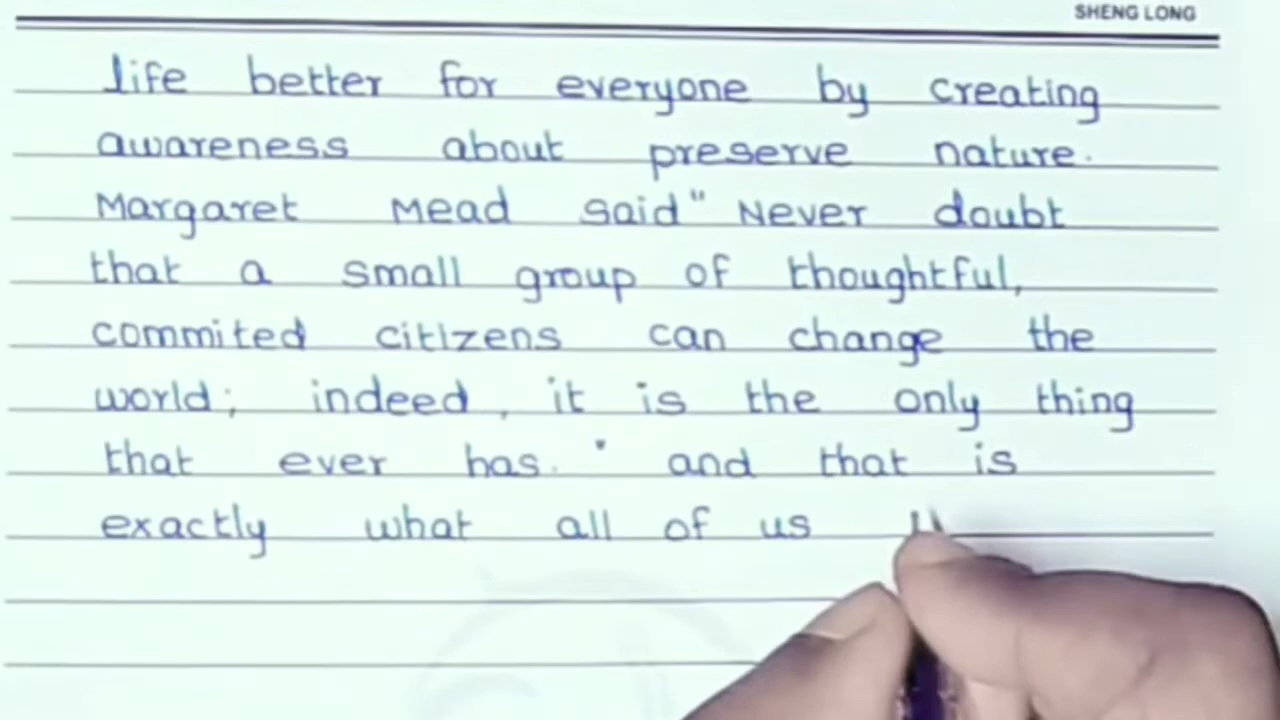 SHENG LONG
life better for everyone by creating
awareness about preserve nature.
Margaret Mead said" Never doubt
that a small group of thoughtful,
commited citizens can change the
world; indeed, it is the only thing
that ever has." and that is
exactly what all of us